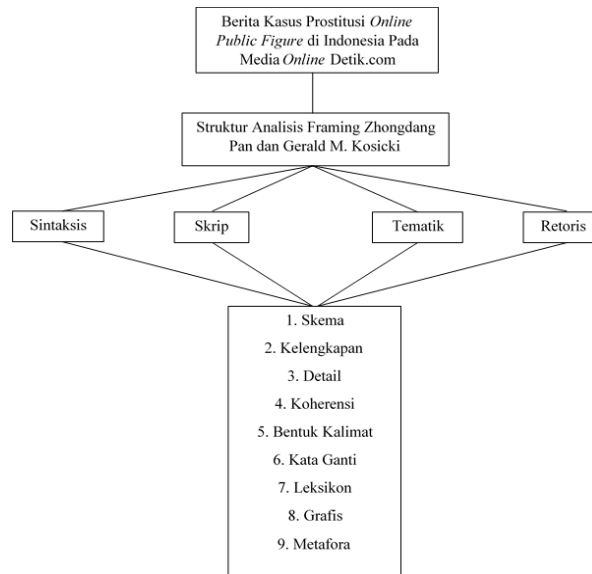 Berita Kasus Prostitusi Online
Public Figure di Indonesia Pada
Media Online Detik.com
Struktur Analisis Framing Zhongdang
Pan dan Gerald M. Kosicki
Sintaksis
Skrip
Tematik
Retoris
1. Skema
2. Kelengkapan
3. Detail
4. Koherensi
5. Bentuk Kalimat
6. Kata Ganti
7. Leksikon
8. Grafis
9. Metafora